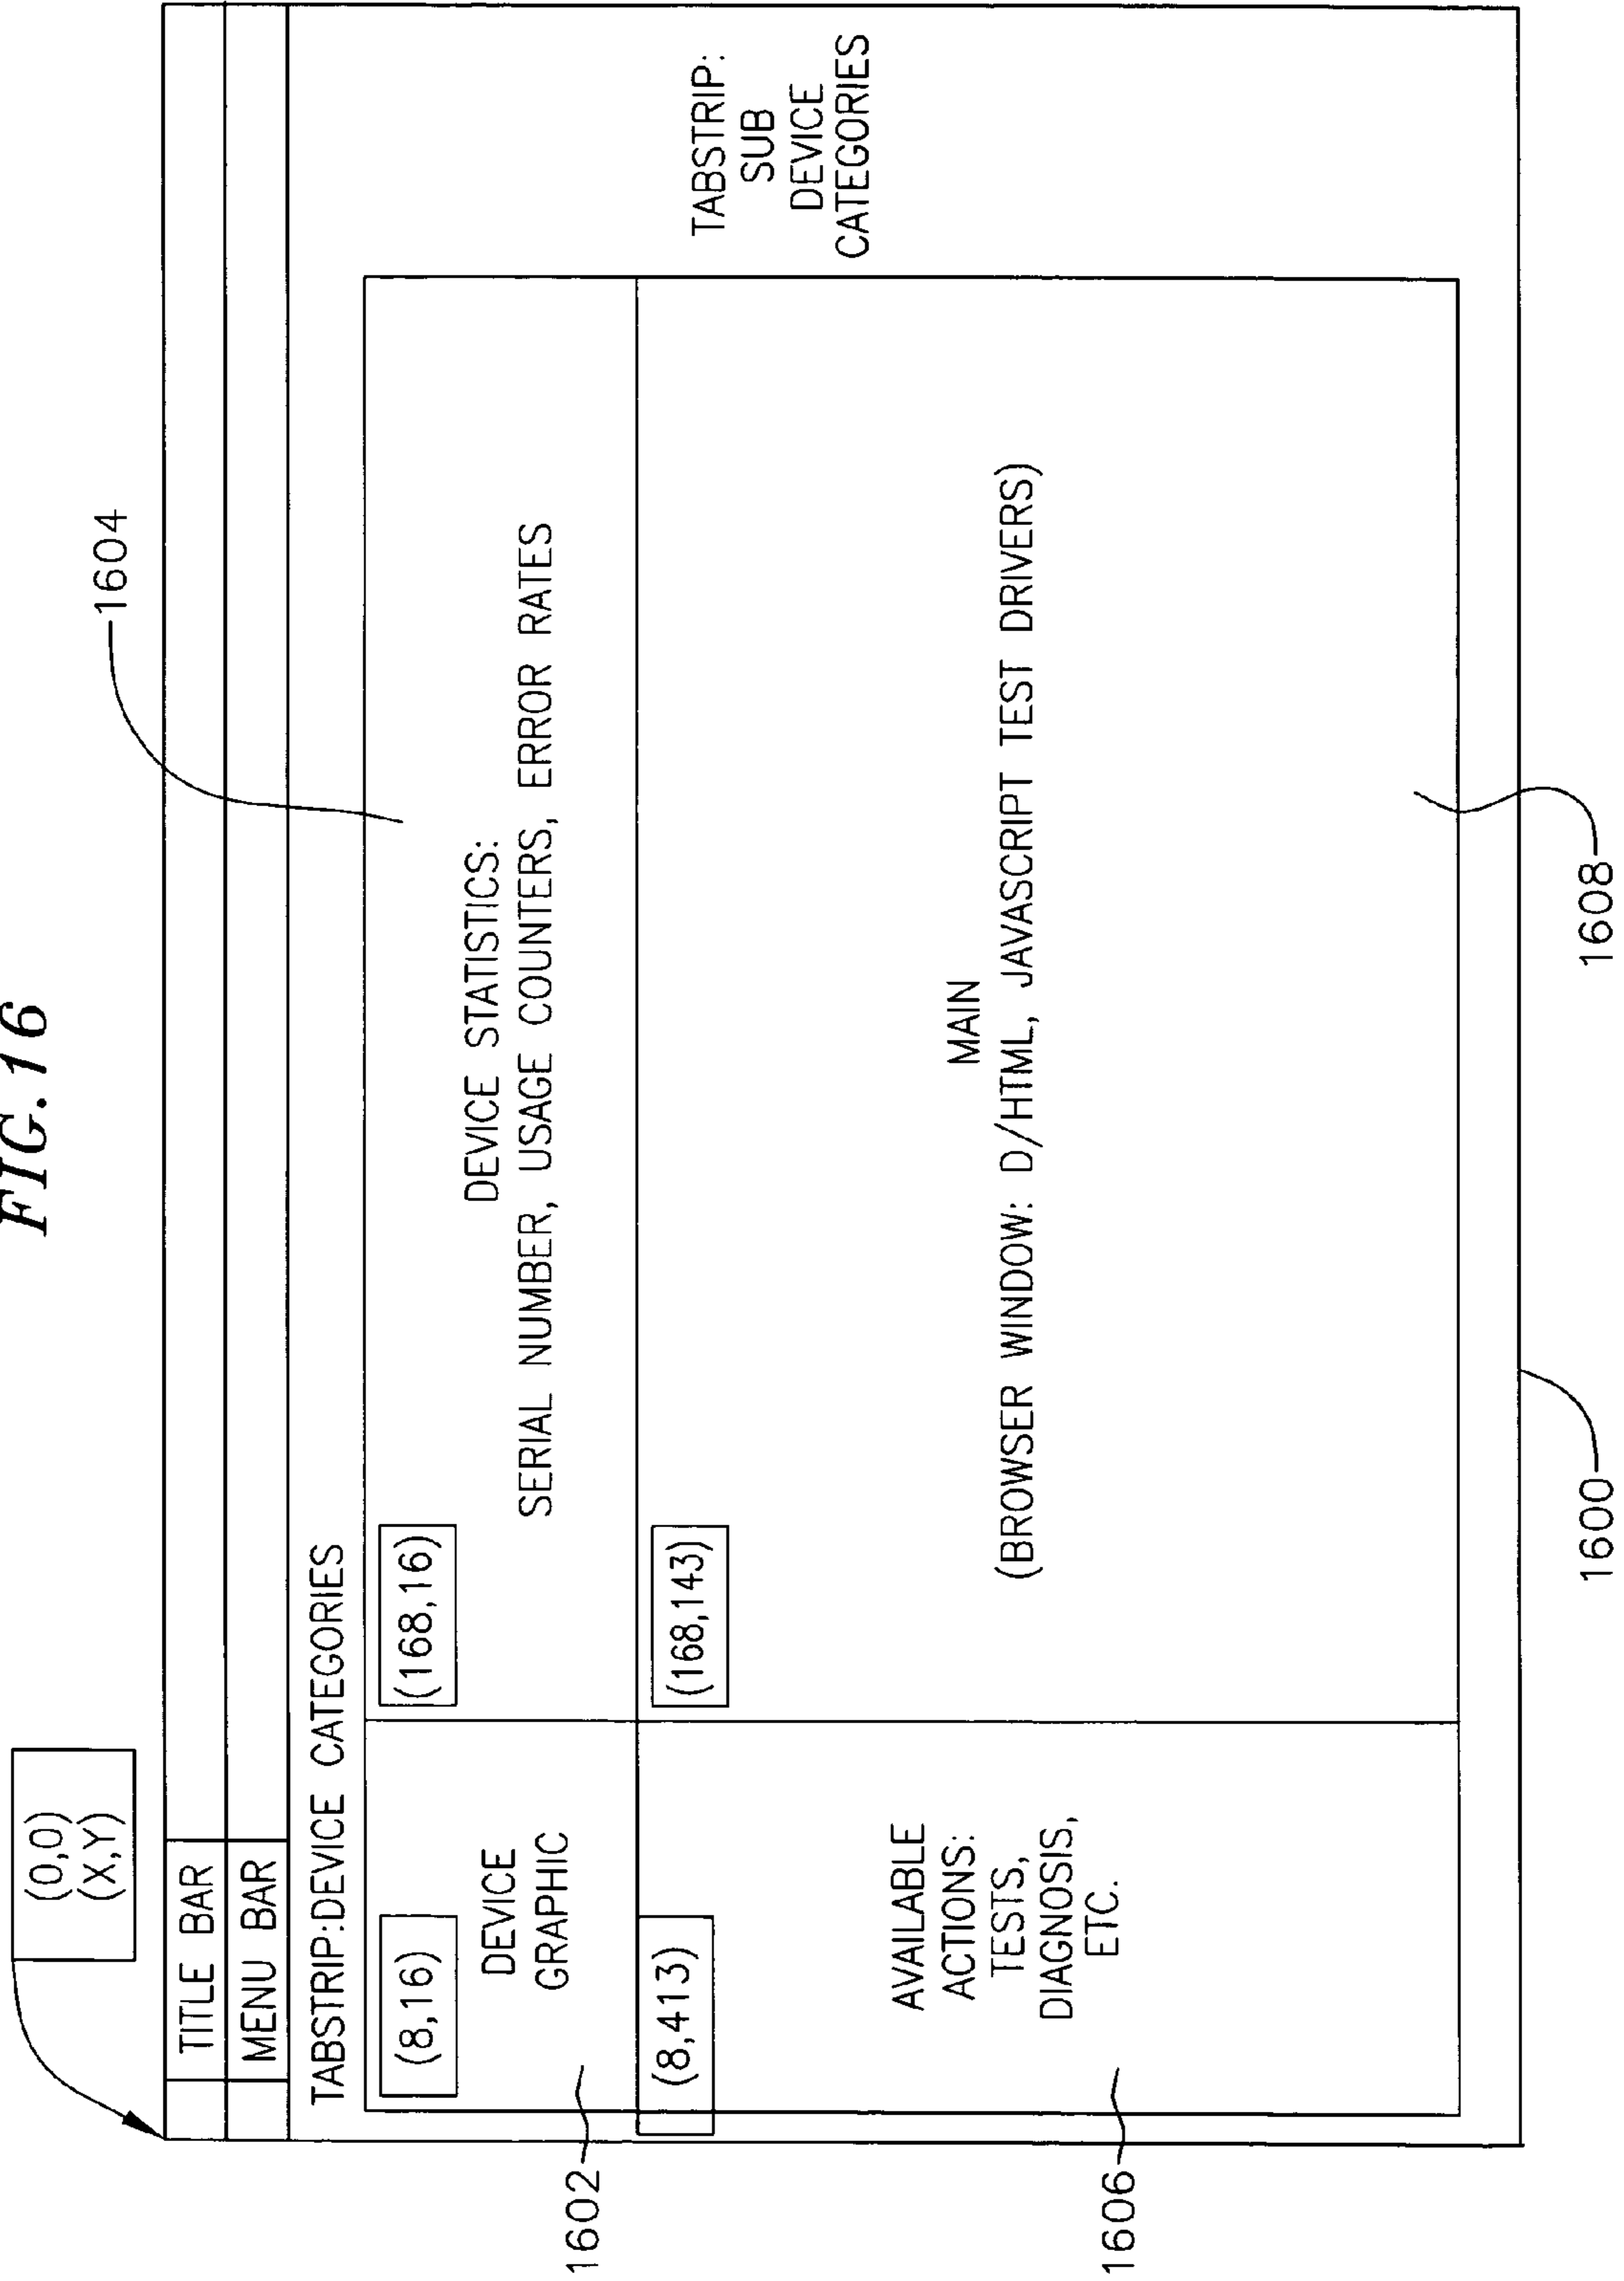 FIG.16
(0,0)
(X,Y)
1604
TITLE BAR
MENU BAR
TABSTRIP:DEVICE CATEGORIES
(8,16)
DEVICE
GRAPHIC
1602
(168,16)
DEVICE STATISTICS:
SERIAL NUMBER, USAGE COUNTERS, ERROR RATES
TABSTRIP:
SUB
DEVICE
CATEGORIES
(8,413)
AVAILABLE
ACTIONS:
TESTS,
DIAGNOSIS,
ETC.
1606
(168,143)
MAIN
(BROWSER WINDOW: D/HTML, JAVASCRIPT TEST DRIVERS)
1600
1608